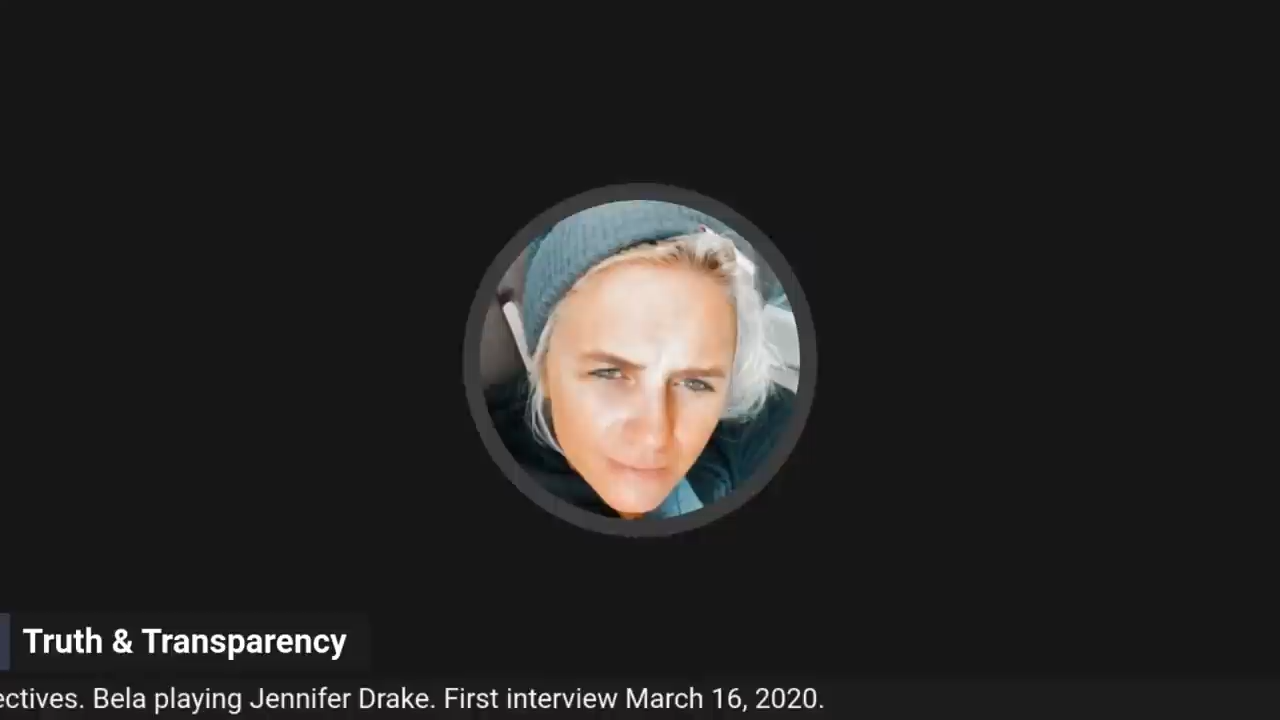 Truth & Transparency
ectives. Bela playing Jennifer Drake. First interview March 16, 2020.